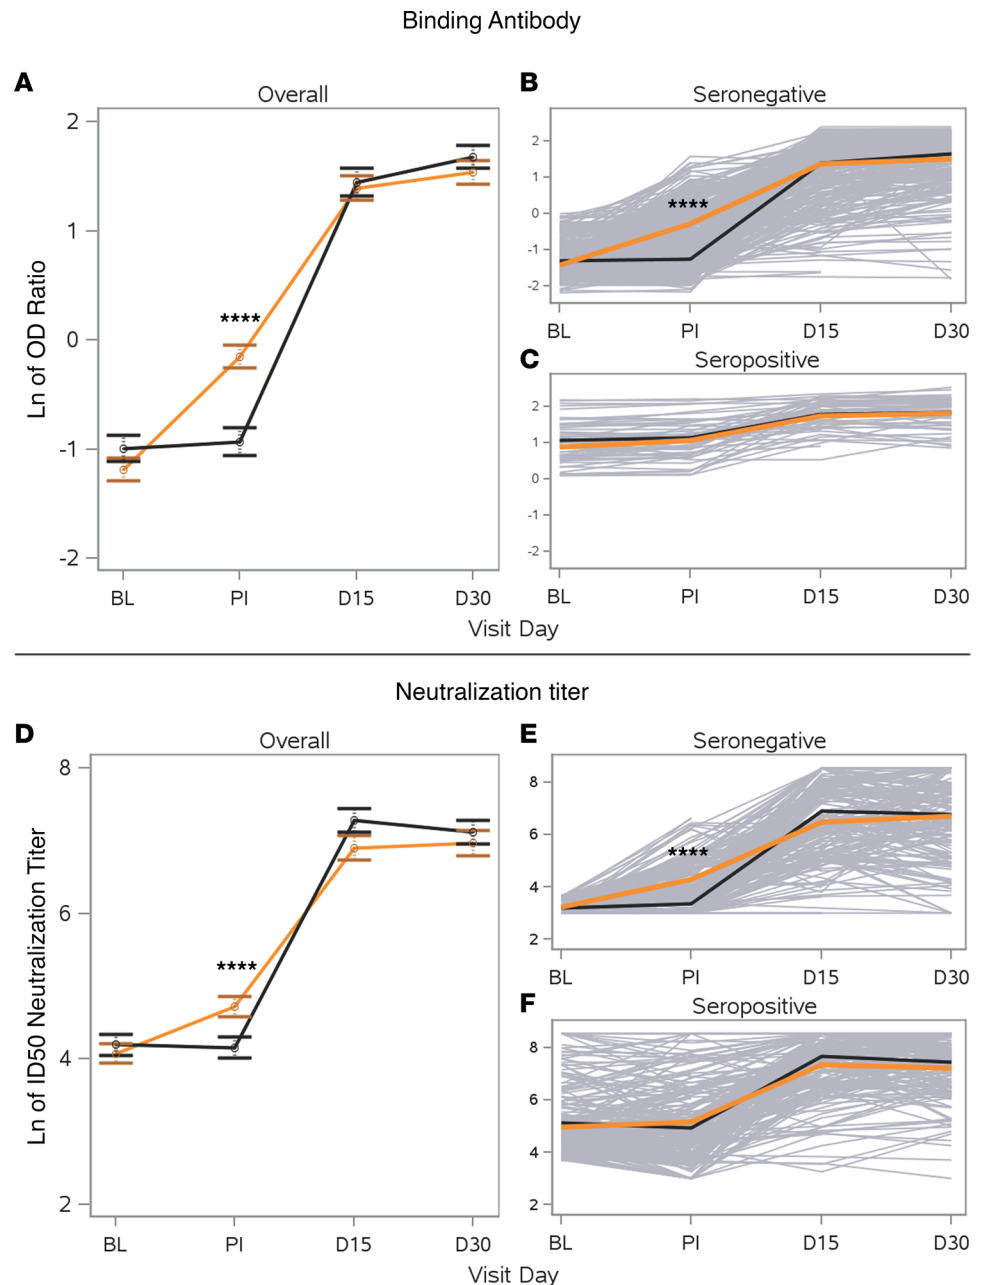 Binding Antibody
A
Overall
Ln of OD Ratio
2
1
0
-1
-2
****
BL PI D15 D30
B
Seronegative
2
1
0
-1
-2
****
BL PI D15 D30
C
Seropositive
2
1
0
-1
-2
BL PI D15 D30
Visit Day
Neutralization titer
D
Overall
Ln of ID50 Neutralization Titer
8
6
4
2
****
BL PI D15 D30
E
Seronegative
8
6
4
2
****
BL PI D15 D30
F
Seropositive
8
6
4
2
BL PI D15 D30
Visit Day